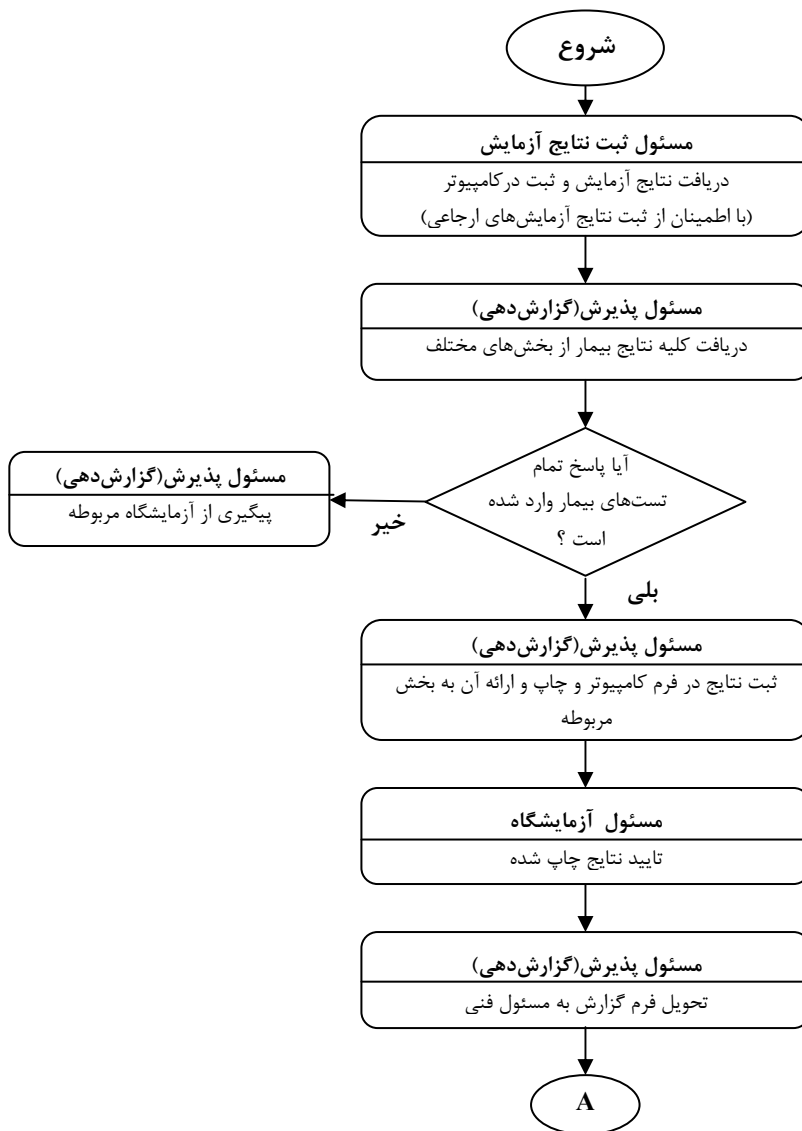 شروع
مسئول ثبت نتایج آزمایش
دریافت نتایج آزمایش و ثبت درکامپیوتر
(با اطمینان از ثبت نتایج آزمایش‌های ارجاعی)
مسئول پذیرش(گزارش‌دهی)
دریافت کلیه نتایج بیمار از بخش‌های مختلف
آیا پاسخ تمام
تست‌های بیمار وارد شده
است ؟
خیر
مسئول پذیرش(گزارش‌دهی)
پیگیری از آزمایشگاه مربوطه
بلی
مسئول پذیرش(گزارش‌دهی)
ثبت نتایج در فرم کامپیوتر و چاپ و ارائه آن به بخش
مربوطه
مسئول آزمایشگاه
تایید نتایج چاپ شده
مسئول پذیرش(گزارش‌دهی)
تحویل فرم گزارش به مسئول فنی
A